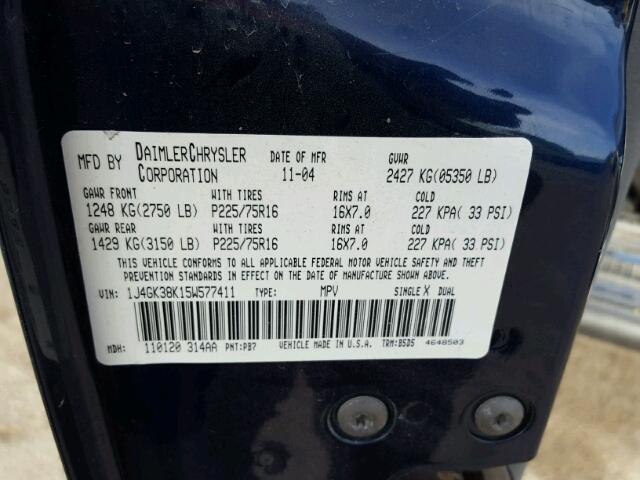 MFD BY DAIMLERCHRYSLER CORPORATION DATE OF MFR 11-04 GVWR 2427 KG(05350 LB)
GAWR FRONT WITH TIRES RIMS AT COLD
1248 KG(2750 LB) P225/75R16 16X7.0 227 KPA( 33 PSI)
GAWR REAR WITH TIRES RIMS AT COLD
1429 KG(3150 LB) P225/75R16 16X7.0 227 KPA( 33 PSI)
THIS VEHICLE CONFORMS TO ALL APPLICABLE FEDERAL MOTOR VEHICLE SAFETY AND THEFT
PREVENTION STANDARDS IN EFFECT ON THE DATE OF MANUFACTURE SHOWN ABOVE.
VIN: 1J4GK38K15W577411 TYPE: MPV SINGLE X DUAL
MDH: 110120 314AA PNT:PB7 VEHICLE MADE IN U.S.A. TRM:B5D5 4648503